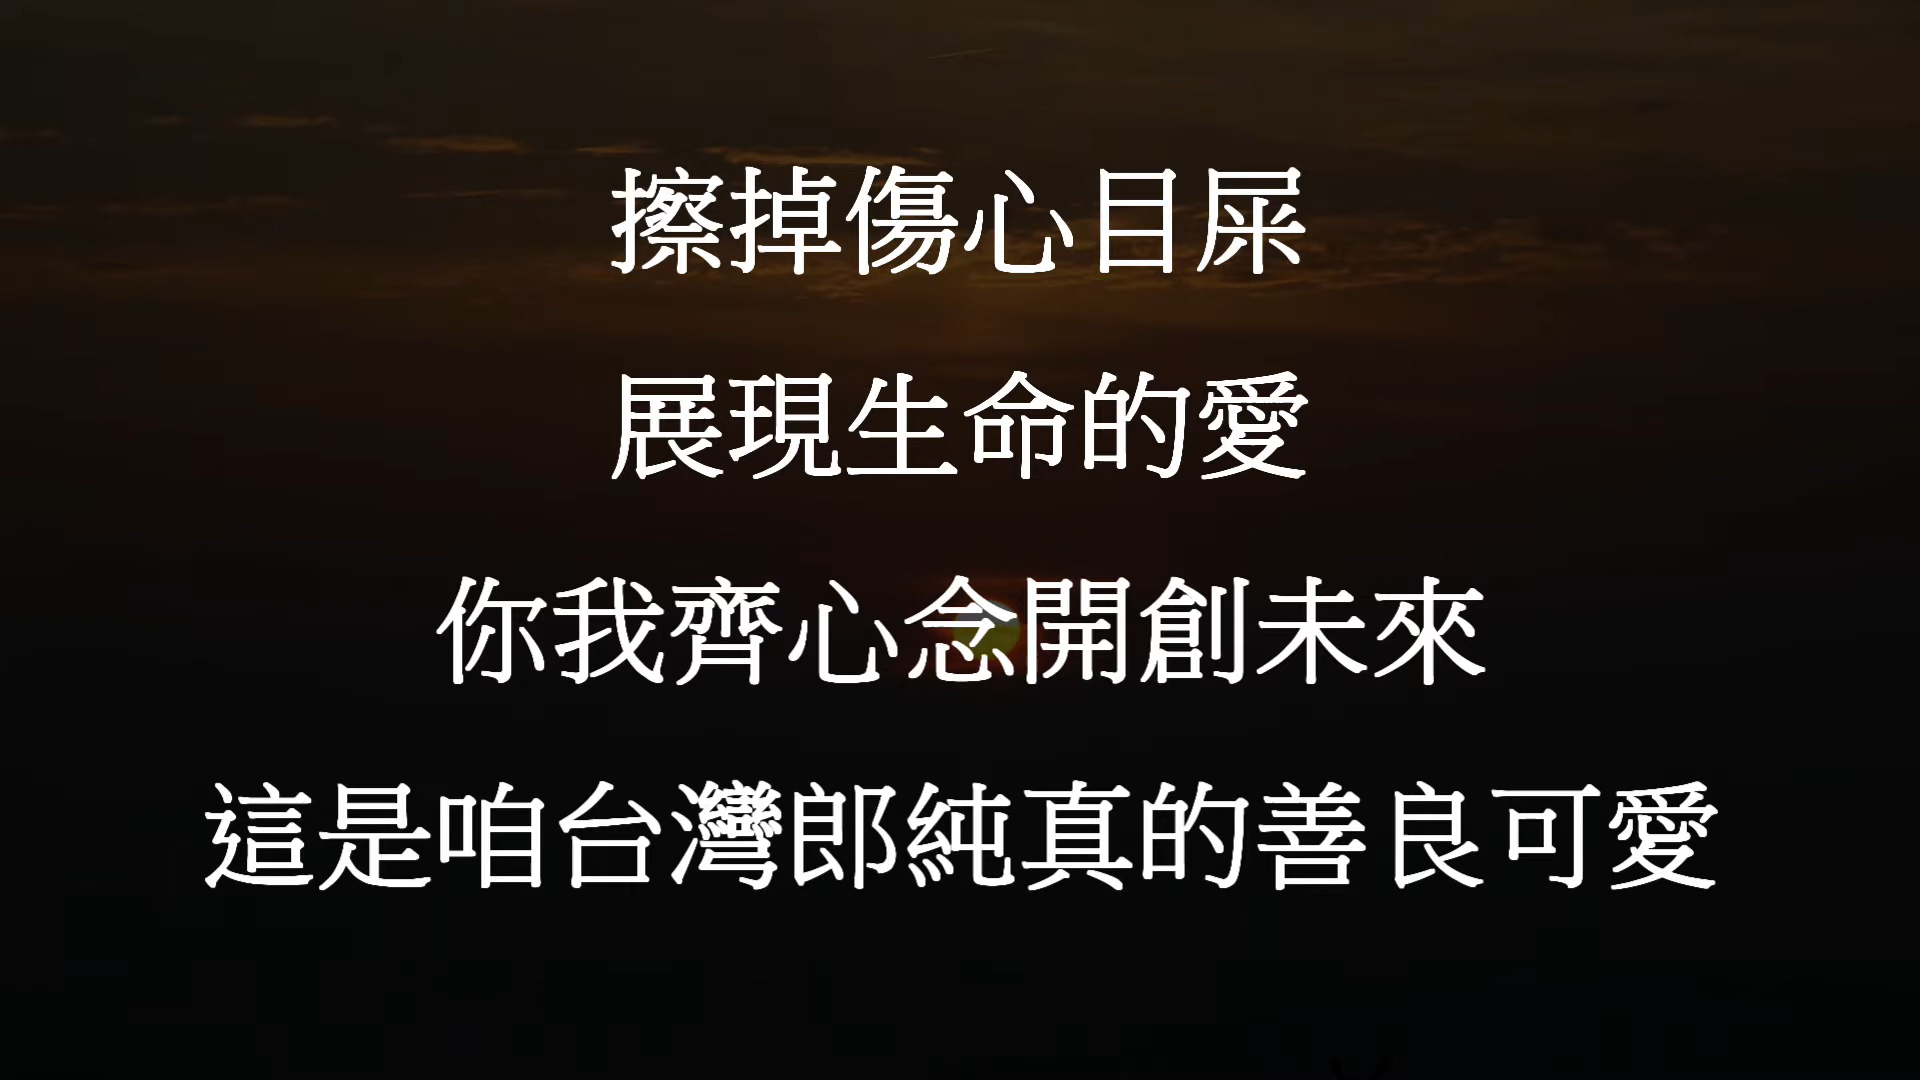 擦掉傷心目屎
展現生命的愛
你我齊心念開創未來
這是咱台灣郎純真的善良可愛